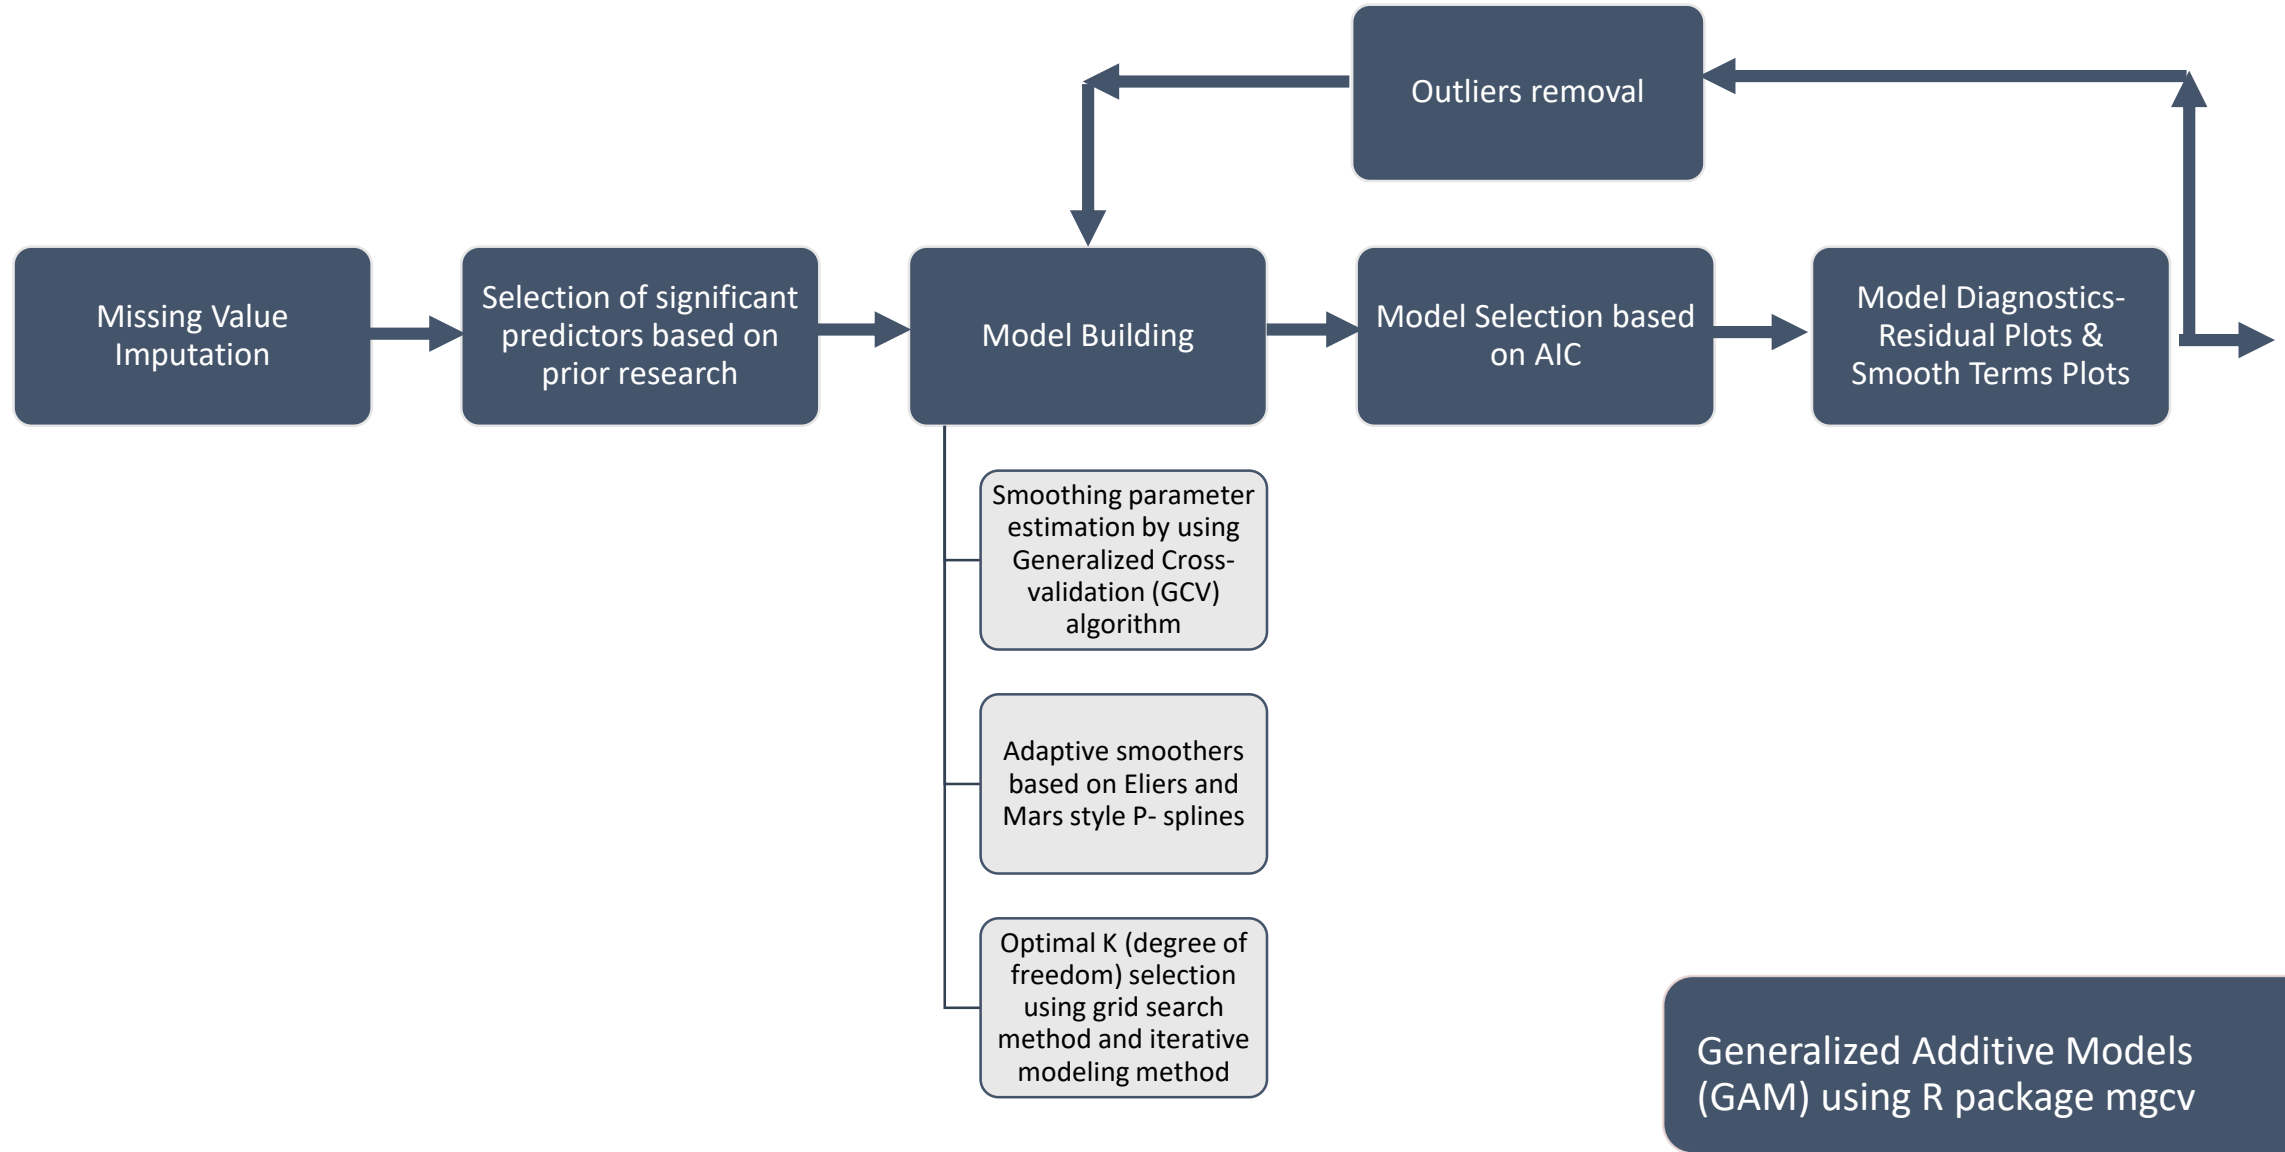 Outliers removal
Missing Value
Imputation
Selection of significant
predictors based on
prior research
Model Building
Model Selection based
on AIC
Model Diagnostics-
Residual Plots &
Smooth Terms Plots
Smoothing parameter
estimation by using
Generalized Cross-
validation (GCV)
algorithm
Adaptive smoothers
based on Eliers and
Mars style P- splines
Optimal K (degree of
freedom) selection
using grid search
method and iterative
modeling method
Generalized Additive Models
(GAM) using R package mgcv